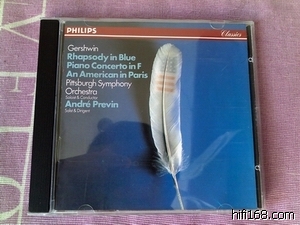 PHILIPS
Classics
Gershwin
Rhapsody in Blue
Piano Concerto in F
An American in Paris
Pittsburgh Symphony
Orchestra
Soloist & Conductor
André Previn
Solist & Dirigent
hifi168.com